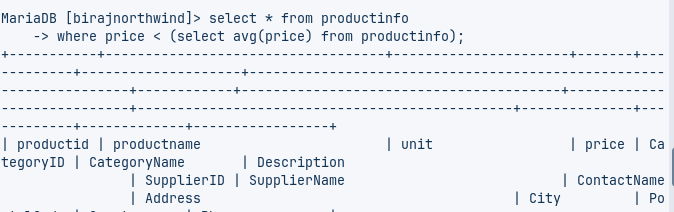 MariaDB [birajnorthwind]> select * from productinfo
    -> where price < (select avg(price) from productinfo);
+-----------+-----------------------------------+----------------------+-------+---
---------+--------------------+----------------------------------------------------
----------------+------------+----------------------------------------+------------
----------------+----------------------------------------------+--------------+---
---------+-------------+-----------------+
| productid | productname                       | unit                 | price | Ca
tegoryID | CategoryName       | Description
                | SupplierID | SupplierName                           | ContactName
                | Address                                      | City         | Po